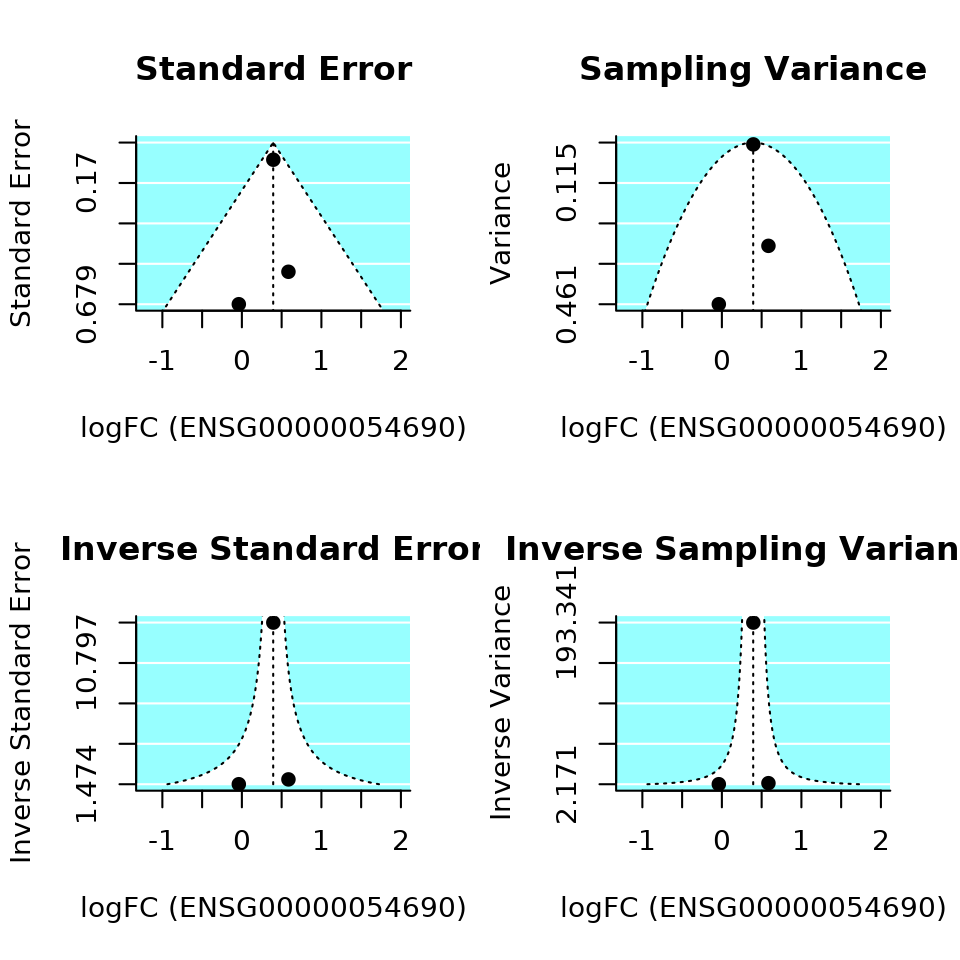 Standard Error
Standard Error
0.17
0.679
-1 0 1 2
logFC (ENSG00000054690)
Sampling Variance
Variance
0.115
0.461
-1 0 1 2
logFC (ENSG00000054690)
Inverse Standard Error
Inverse Standard Error
10.797
1.474
-1 0 1 2
logFC (ENSG00000054690)
Inverse Sampling Varian
Inverse Variance
193.341
2.171
-1 0 1 2
logFC (ENSG00000054690)